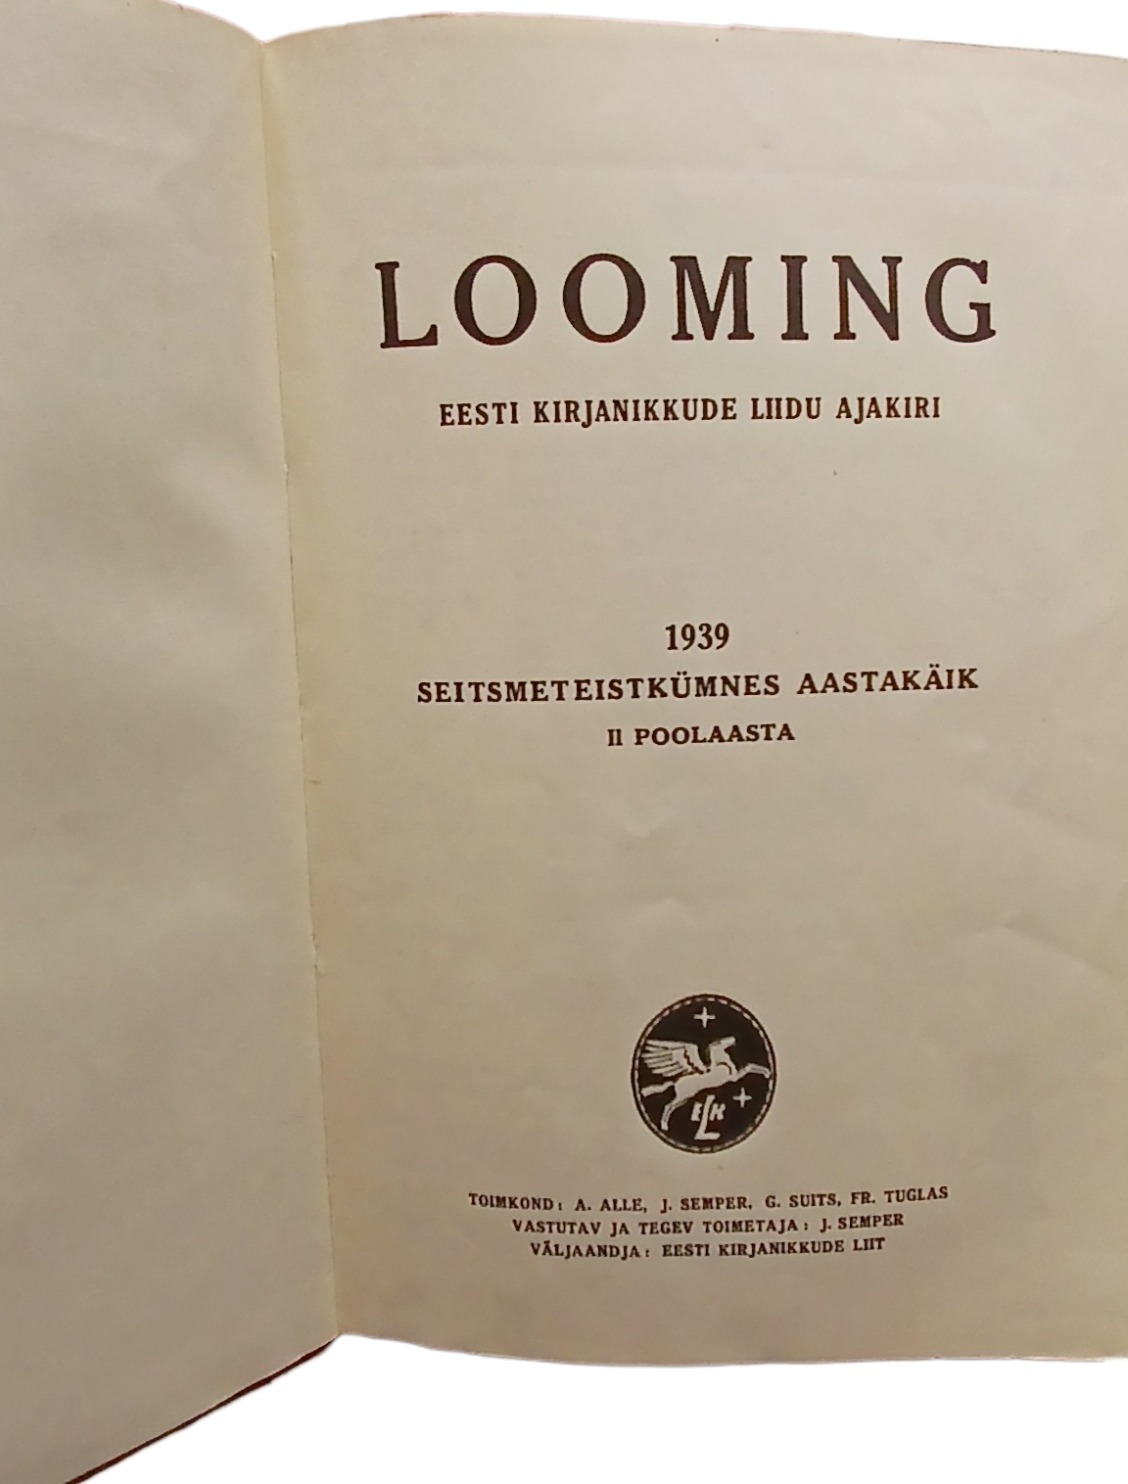 LOOMING
EESTI KIRJANIKKUDE LIIDU AJAKIRI
1939
SEITSMETEISTKÜMNES AASTAKÄIK
II POOLAASTA
EKL
TOIMKOND: A. ALLE, J. SEMPER, G. SUITS, FR. TUGLAS
VASTUTAV JA TEGEV TOIMETAJA: J. SEMPER
VÄLJAANDJA: EESTI KIRJANIKKUDE LIIT